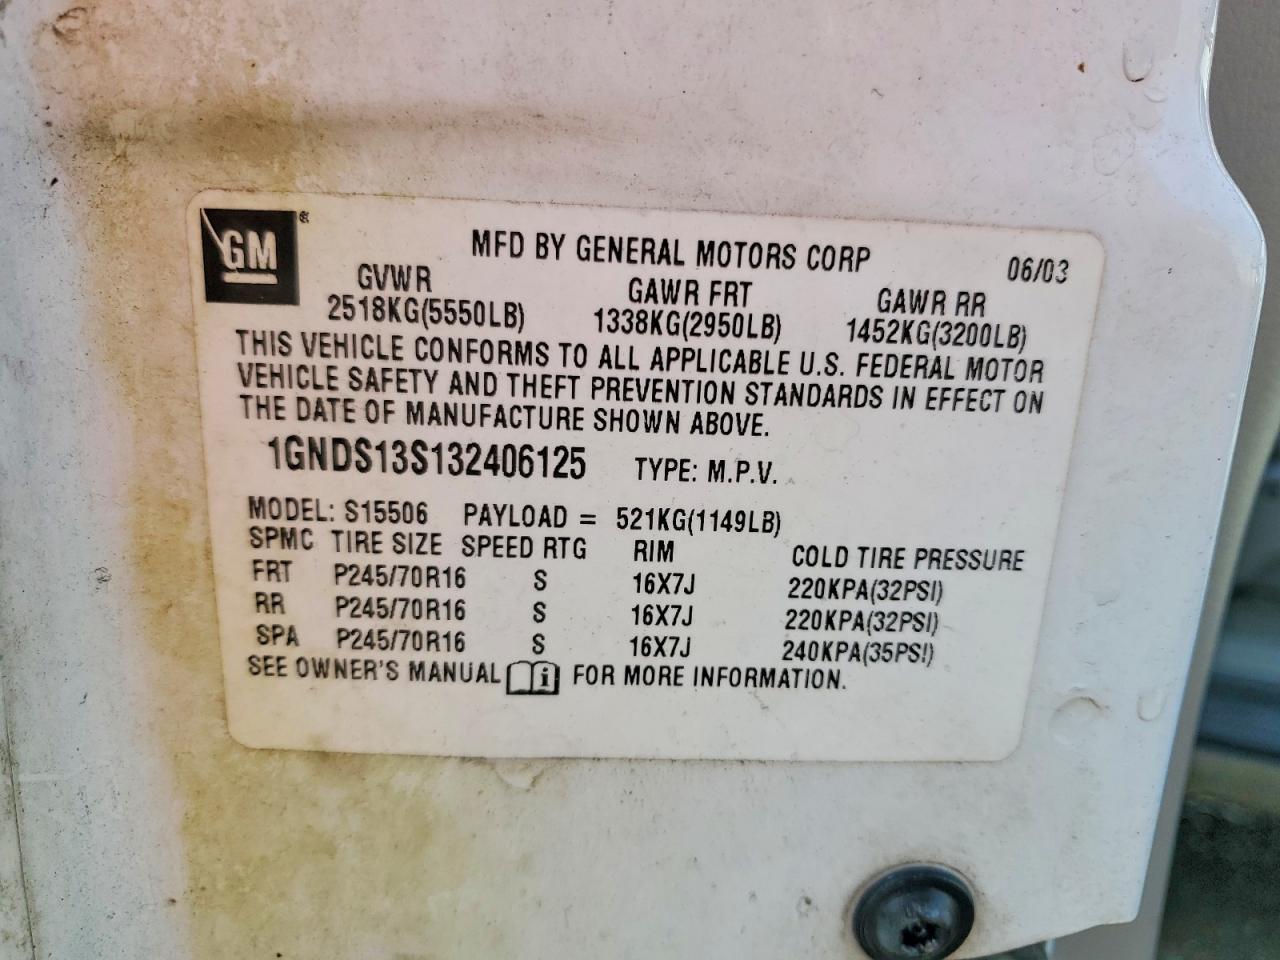 GM
MFD BY GENERAL MOTORS CORP 06/03
GVWR GAWR FRT GAWR RR
2518KG(5550LB) 1338KG(2950LB) 1452KG(3200LB)
THIS VEHICLE CONFORMS TO ALL APPLICABLE U.S. FEDERAL MOTOR
VEHICLE SAFETY AND THEFT PREVENTION STANDARDS IN EFFECT ON
THE DATE OF MANUFACTURE SHOWN ABOVE.
1GNDS13S132406125 TYPE: M.P.V.
MODEL: S15506 PAYLOAD = 521KG(1149LB)
SPMC TIRE SIZE SPEED RTG RIM COLD TIRE PRESSURE
FRT P245/70R16 S 16X7J 220KPA(32PSI)
RR P245/70R16 S 16X7J 220KPA(32PSI)
SPA P245/70R16 S 16X7J 240KPA(35PSI)
SEE OWNER'S MANUAL i FOR MORE INFORMATION.